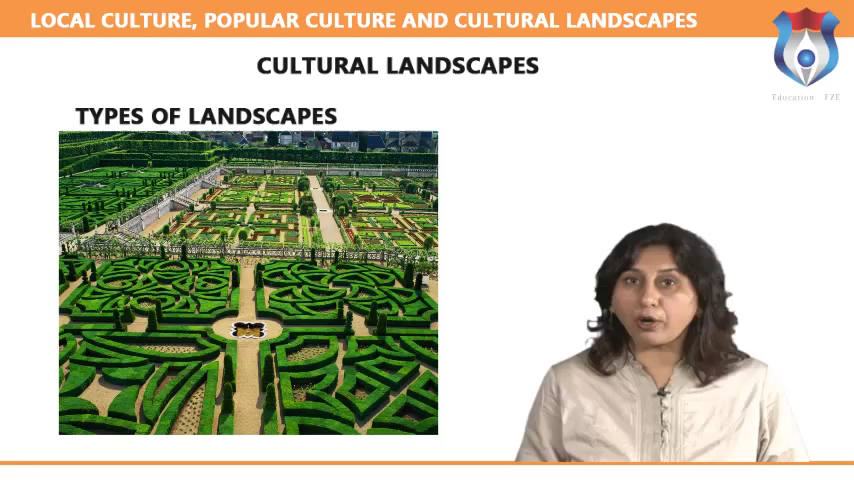 LOCAL CULTURE, POPULAR CULTURE AND CULTURAL LANDSCAPES
CULTURAL LANDSCAPES
Education FZE
TYPES OF LANDSCAPES